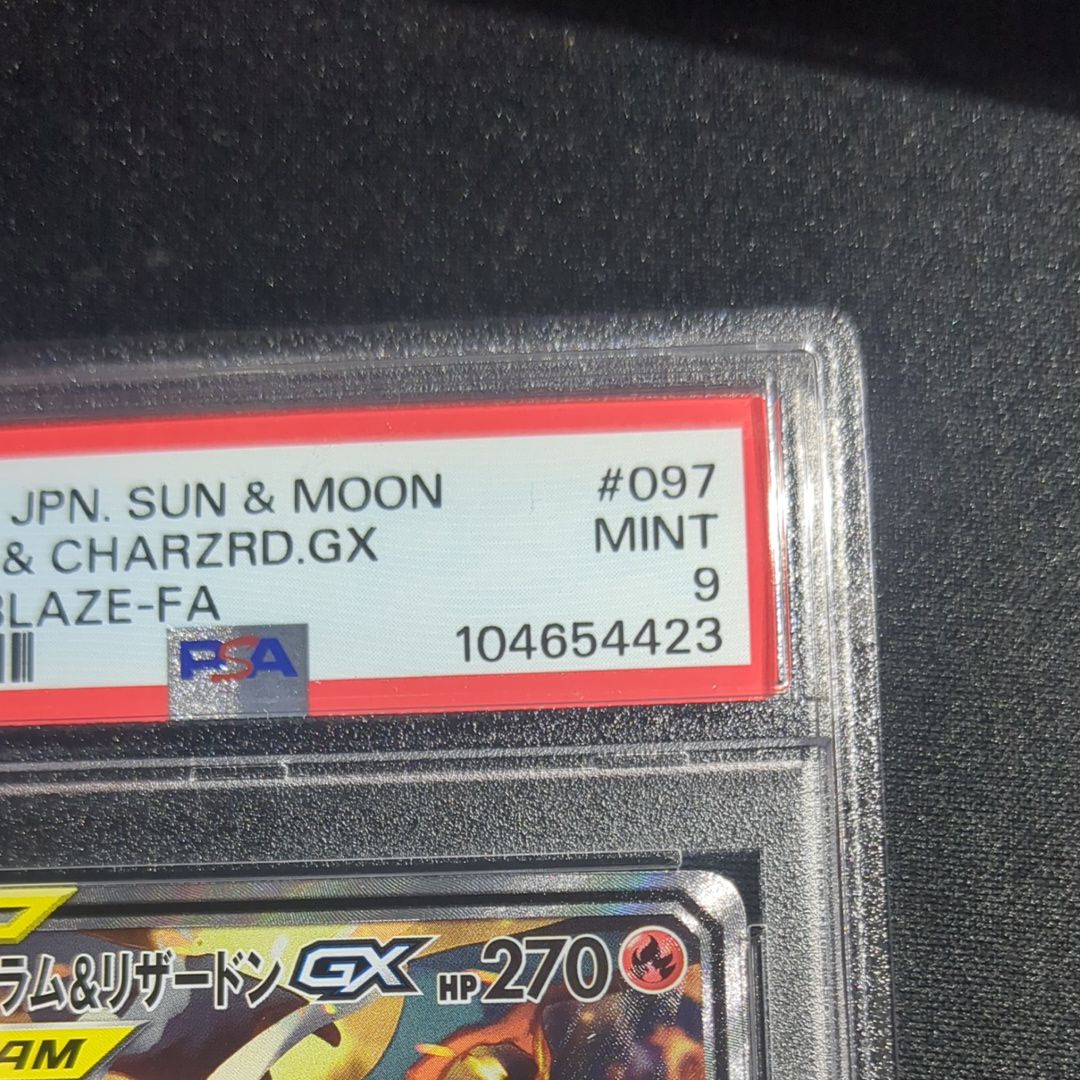 JPN. SUN & MOON #097
& CHARZRD.GX MINT
BLAZE-FA 9
PSA 104654423
ラム&リザードン GX HP 270
AM